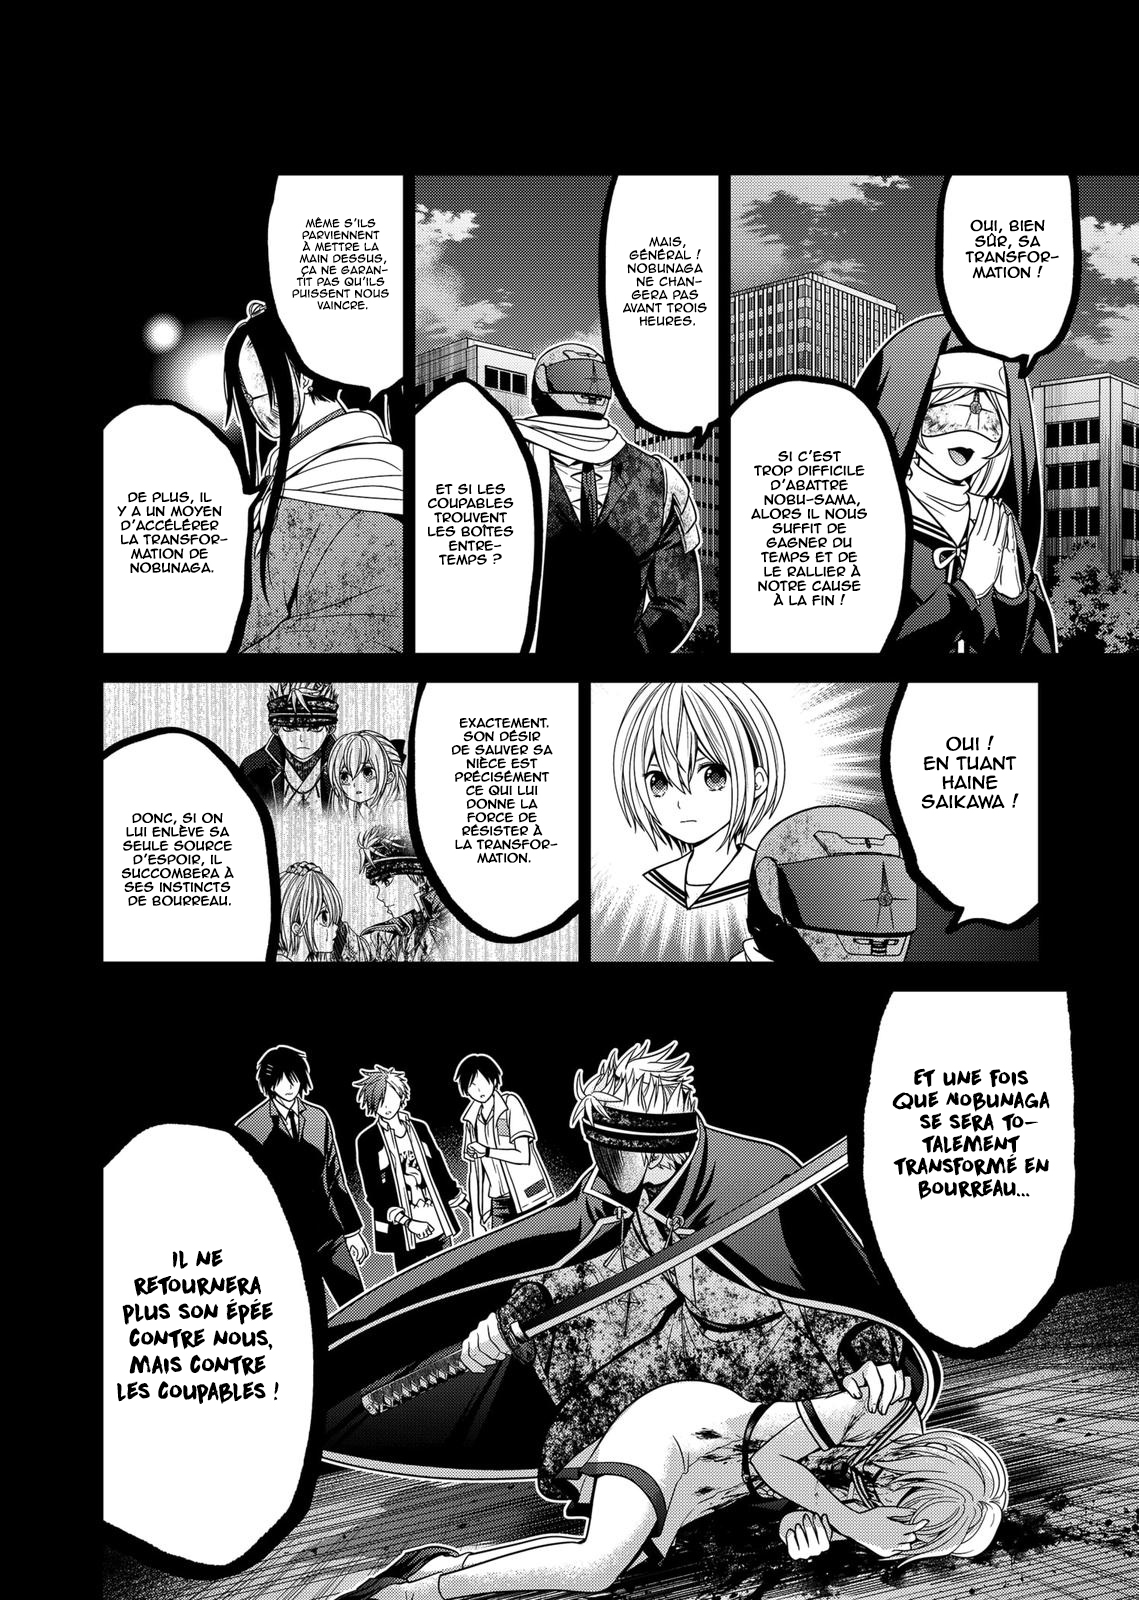 OUI, BIEN
SÛR, SA
TRANSFOR-
MATION !
SI C'EST
TROP DIFFICILE
D'ABATTRE
NOBU-SAMA,
ALORS IL NOUS
SUFFIT DE
GAGNER DU
TEMPS ET DE
LE RALLIER À
NOTRE CAUSE
À LA FIN !
MAIS,
GÉNÉRAL !
NOBUNAGA
NE CHAN-
GERA PAS
AVANT TROIS
HEURES.
ET SI LES
COUPABLES
TROUVENT
LES BOÎTES
ENTRE-
TEMPS ?
MÊME S'ILS
PARVIENNENT
À METTRE LA
MAIN DESSUS,
ÇA NE GARAN-
TIT PAS QU'ILS
PUISSENT NOUS
VAINCRE.
DE PLUS, IL
Y A UN MOYEN
D'ACCÉLÉRER
LA TRANSFOR-
MATION DE
NOBUNAGA.
OUI !
EN TUANT
HAINE
SAIKAWA !
EXACTEMENT.
SON DÉSIR
DE SAUVER SA
NIÈCE EST
PRÉCISÉMENT
CE QUI LUI
DONNE LA
FORCE DE
RÉSISTER À
LA TRANSFOR-
MATION.
DONC, SI ON
LUI ENLÈVE SA
SEULE SOURCE
D'ESPOIR, IL
SUCCOMBERA À
SES INSTINCTS
DE BOURREAU.
ET UNE FOIS
QUE NOBUNAGA
SE SERA TO-
TALEMENT
TRANSFORMÉ EN
BOURREAU...
IL NE
RETOURNERA
PLUS SON ÉPÉE
CONTRE NOUS,
MAIS CONTRE
LES COUPABLES !